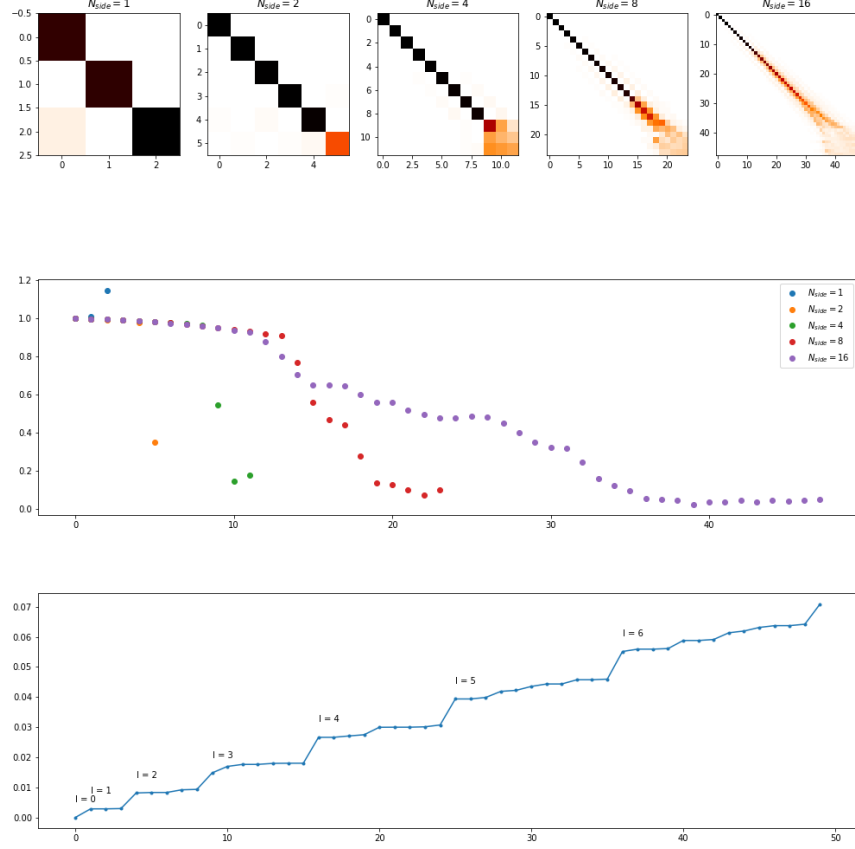 N_side = 1
N_side = 2
N_side = 4
N_side = 8
N_side = 16
−0.5
0.0
0.5
1.0
1.5
2.0
2.5
0 1 2
0
1
2
3
4
5
0 2 4
0
2
4
6
8
10
0.0 2.5 5.0 7.5 10.0
0
5
10
15
20
0 5 10 15 20
0
10
20
30
40
0 10 20 30 40
1.2
1.0
0.8
0.6
0.4
0.2
0.0
0 10 20 30 40
N_side = 1
N_side = 2
N_side = 4
N_side = 8
N_side = 16
0.07
0.06
0.05
0.04
0.03
0.02
0.01
0.00
l = 0
l = 1
l = 2
l = 3
l = 4
l = 5
l = 6
0 10 20 30 40 50